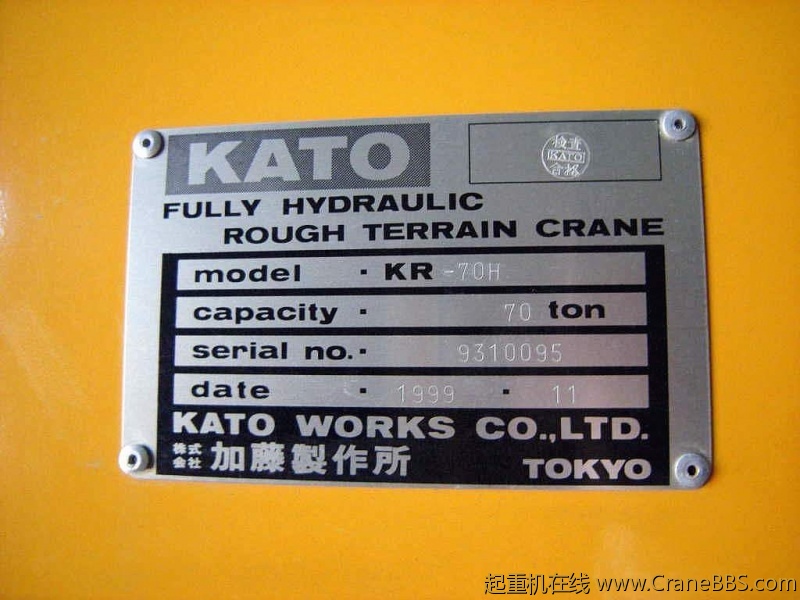 KATO
検査
KATO
合格
FULLY HYDRAULIC
ROUGH TERRAIN CRANE
model · KR -70H
capacity · 70 ton
serial no. · 9310095
date · 1999 · 11
KATO WORKS CO.,LTD.
株式会社 加藤製作所 TOKYO
起重机在线 www.CraneBBS.com